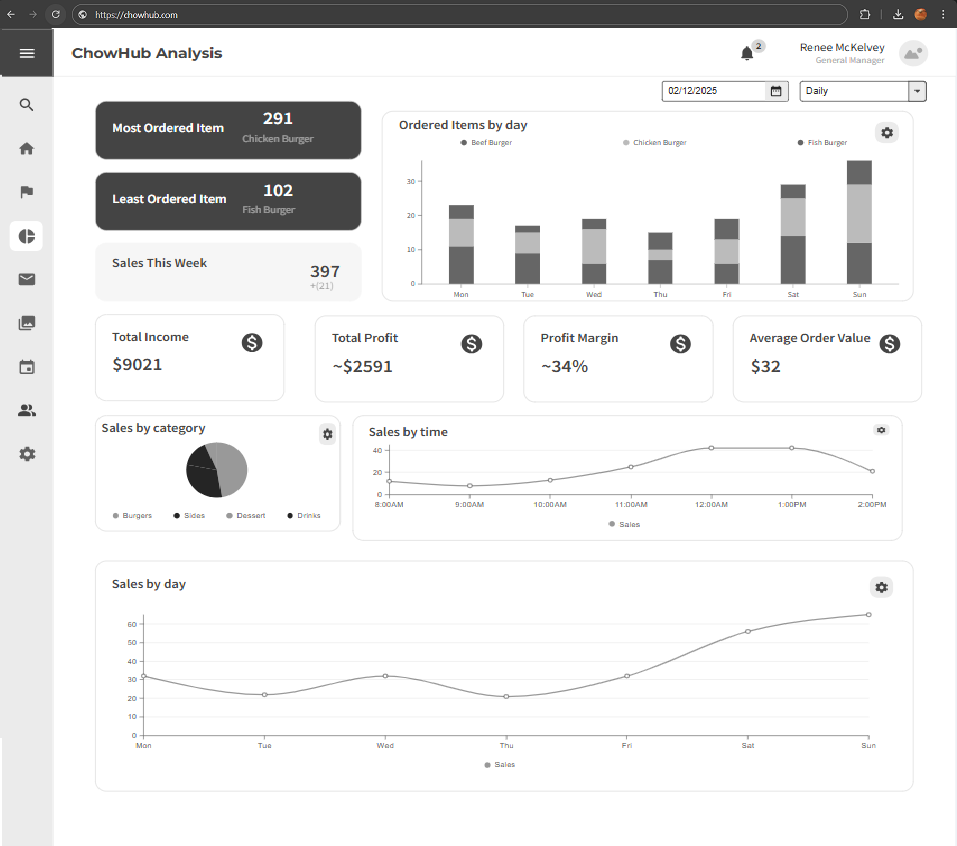 https://chowhub.com
ChowHub Analysis
2
Renee McKelvey
General Manager
02/12/2025
Daily
Most Ordered Item
291
Chicken Burger
Least Ordered Item
102
Fish Burger
Sales This Week
397
+(21)
Ordered Items by day
Beef Burger
Chicken Burger
Fish Burger
30
20
10
0
Mon
Tue
Wed
Thu
Fri
Sat
Sun
Total Income
$9021
Total Profit
~$2591
Profit Margin
~34%
Average Order Value
$32
Sales by category
Burgers
Sides
Dessert
Drinks
Sales by time
40
20
0
8:00AM
9:00AM
10:00AM
11:00AM
12:00AM
1:00PM
2:00PM
Sales
Sales by day
60
50
40
30
20
10
0
Mon
Tue
Wed
Thu
Fri
Sat
Sun
Sales